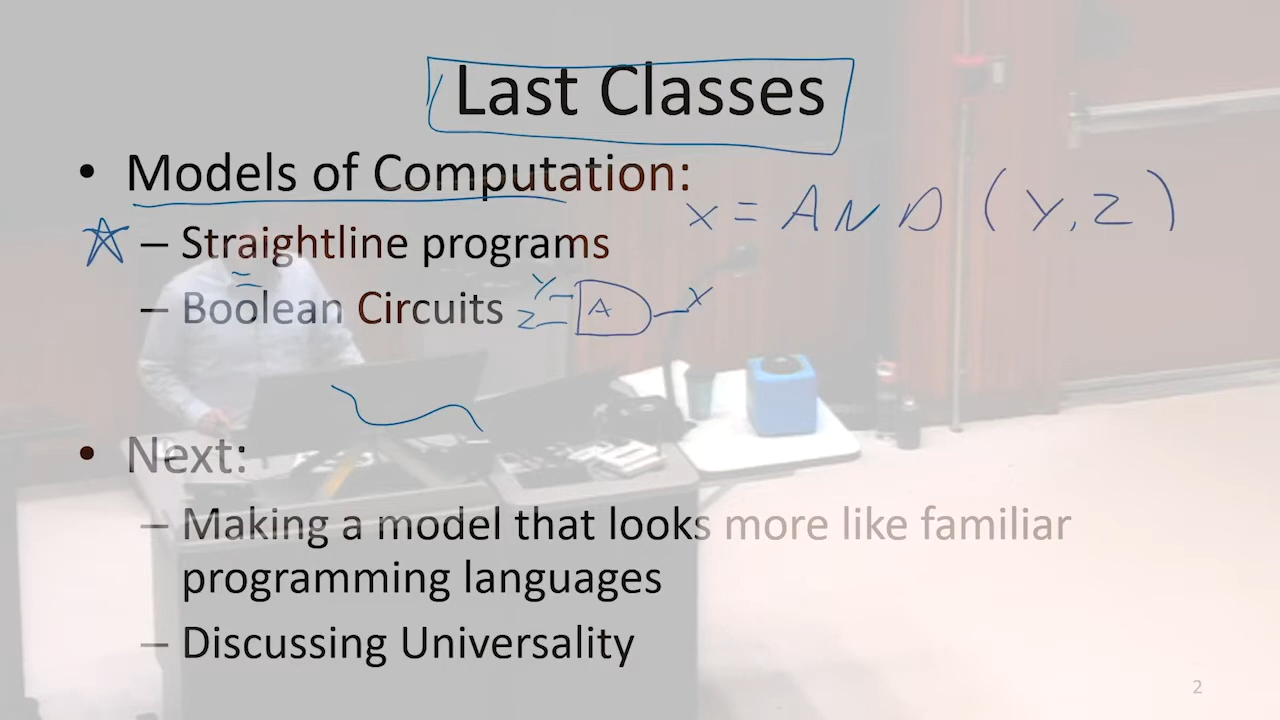 Last Classes
• Models of Computation:
x = AND (Y, Z)
– Straightline programs
– Boolean Circuits
Y
Z
A
X
• Next:
– Making a model that looks more like familiar
programming languages
– Discussing Universality
2